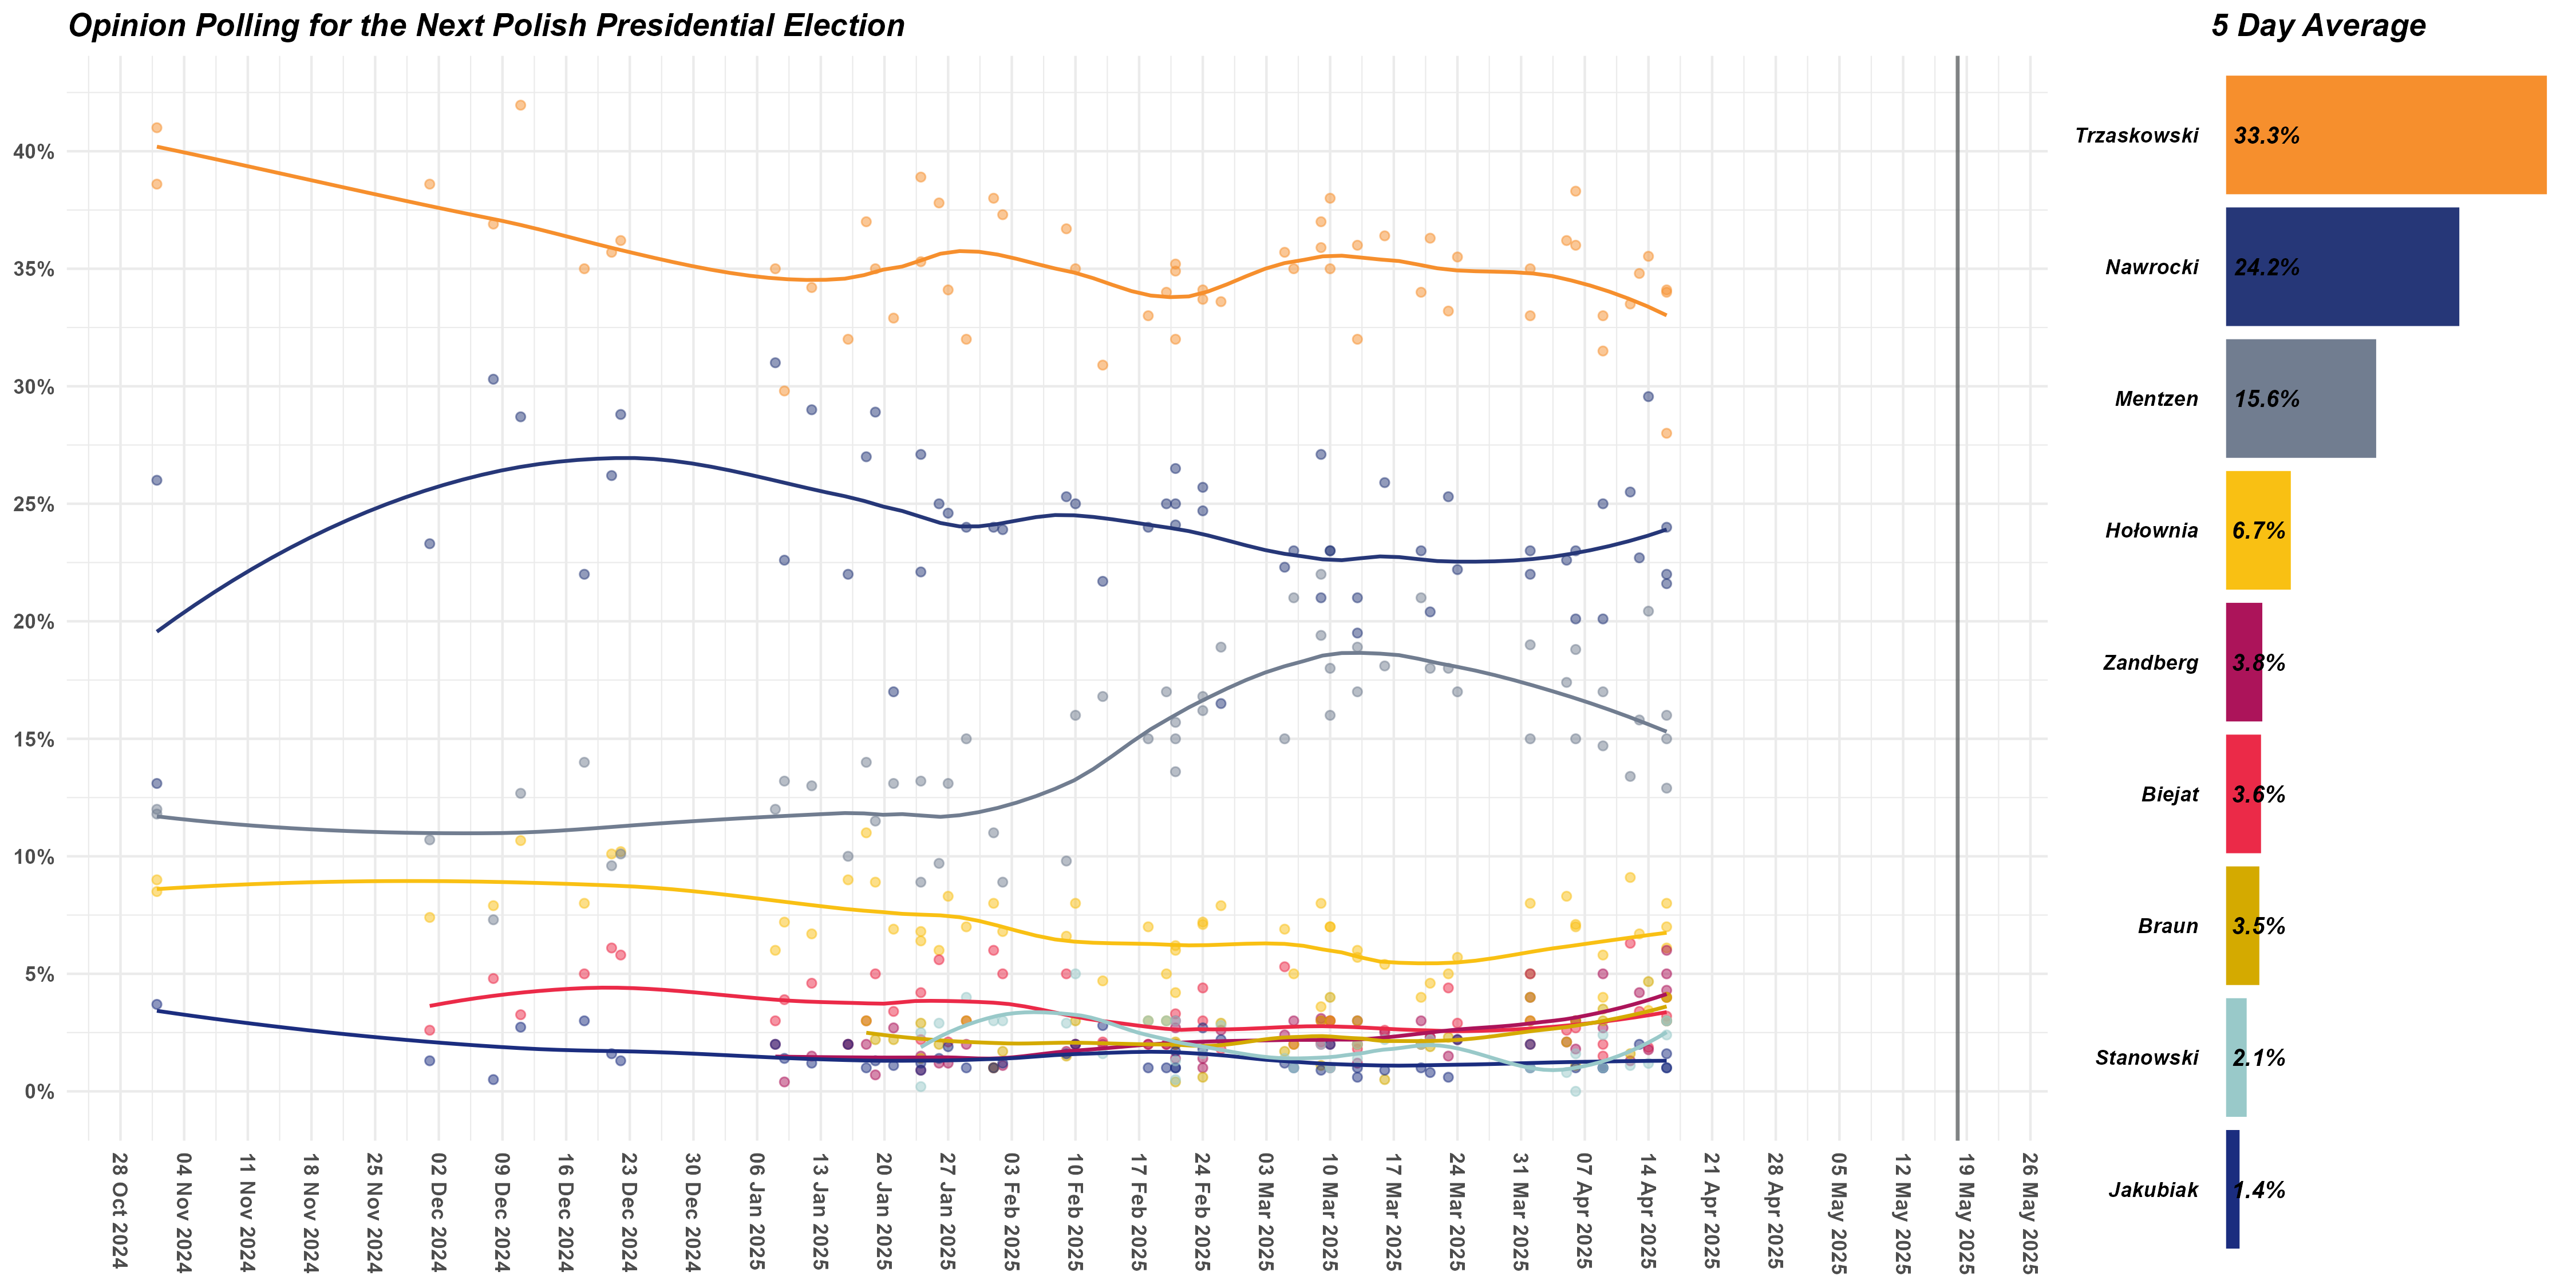 Opinion Polling for the Next Polish Presidential Election
5 Day Average
40%
35%
30%
25%
20%
15%
10%
5%
0%
28 Oct 2024
04 Nov 2024
11 Nov 2024
18 Nov 2024
25 Nov 2024
02 Dec 2024
09 Dec 2024
16 Dec 2024
23 Dec 2024
30 Dec 2024
06 Jan 2025
13 Jan 2025
20 Jan 2025
27 Jan 2025
03 Feb 2025
10 Feb 2025
17 Feb 2025
24 Feb 2025
03 Mar 2025
10 Mar 2025
17 Mar 2025
24 Mar 2025
31 Mar 2025
07 Apr 2025
14 Apr 2025
21 Apr 2025
28 Apr 2025
05 May 2025
12 May 2025
19 May 2025
26 May 2025
Trzaskowski 33.3%
Nawrocki 24.2%
Mentzen 15.6%
Hołownia 6.7%
Zandberg 3.8%
Biejat 3.6%
Braun 3.5%
Stanowski 2.1%
Jakubiak 1.4%